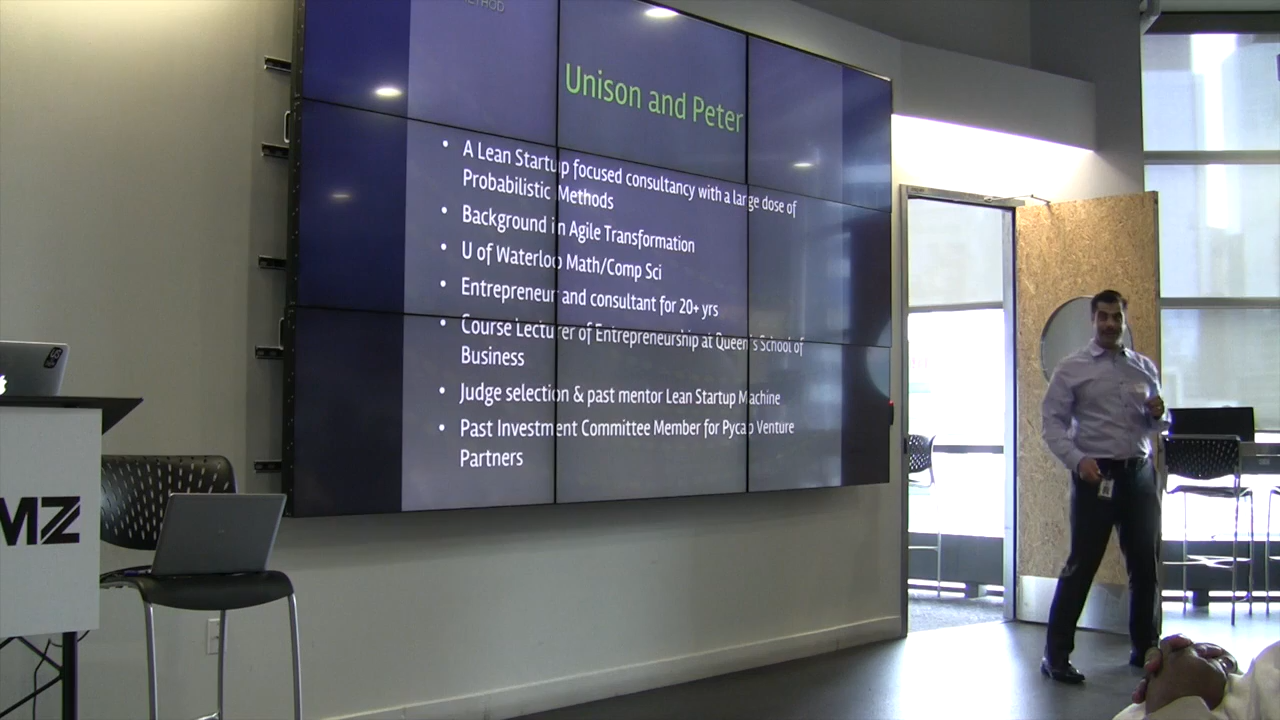 METHOD
Unison and Peter
• A Lean Startup focused consultancy with a large dose of
Probabilistic Methods
• Background in Agile Transformation
• U of Waterloo Math/Comp Sci
• Entrepreneur and consultant for 20+ yrs
• Course Lecturer of Entrepreneurship at Queen's School of
Business
• Judge selection & past mentor Lean Startup Machine
• Past Investment Committee Member for Pycap Venture
Partners
MZ